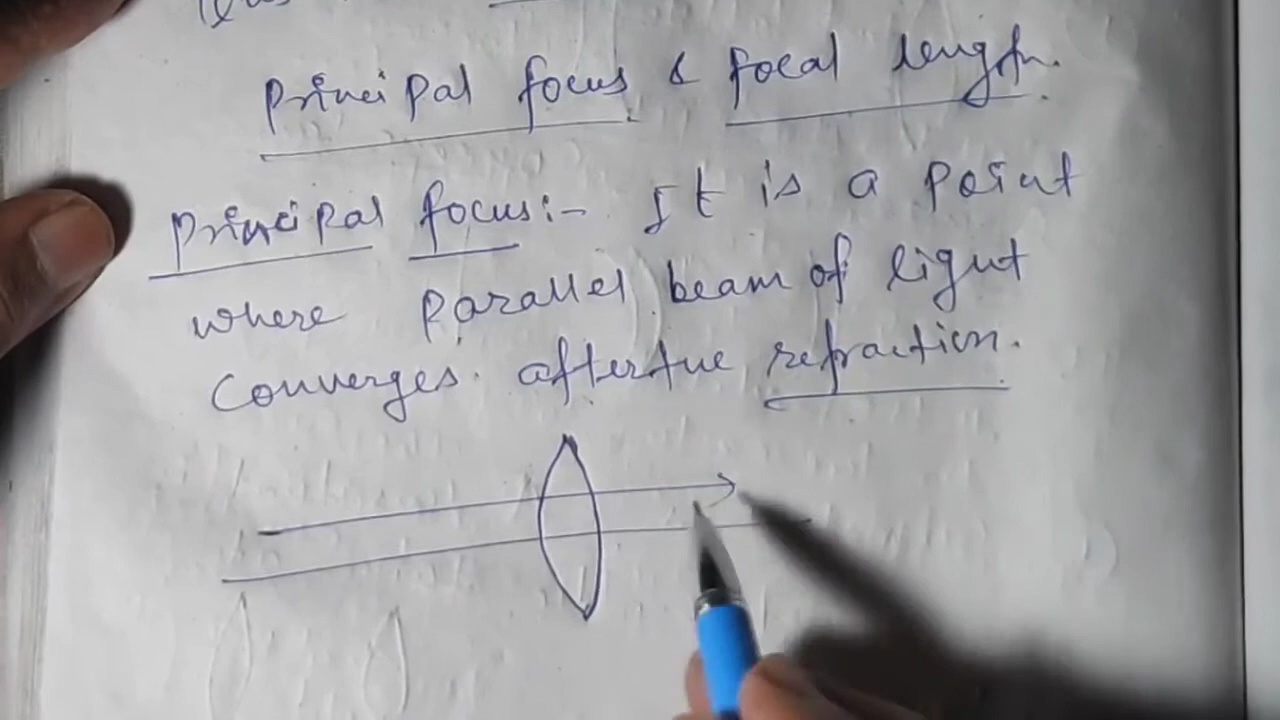 Principal focus & focal length.
Principal focus:- It is a point
where parallel beam of light
converges. after the refraction.